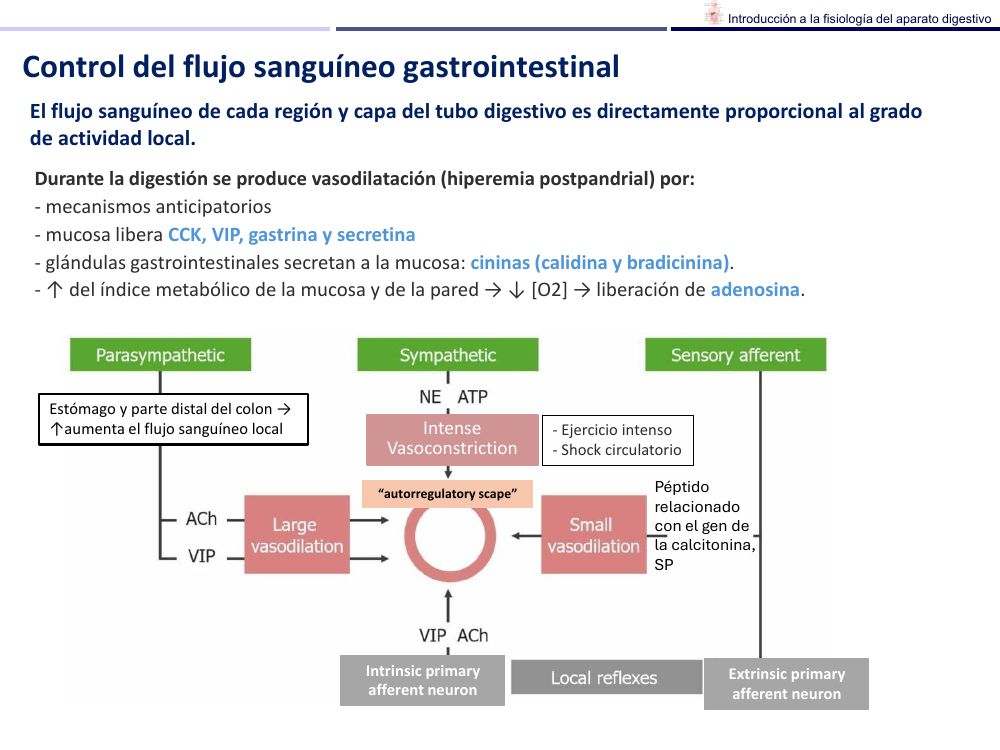 Introducción a la fisiología del aparato digestivo
Control del flujo sanguíneo gastrointestinal
El flujo sanguíneo de cada región y capa del tubo digestivo es directamente proporcional al grado
de actividad local.
Durante la digestión se produce vasodilatación (hiperemia postpandrial) por:
- mecanismos anticipatorios
- mucosa libera CCK, VIP, gastrina y secretina
- glándulas gastrointestinales secretan a la mucosa: cininas (calidina y bradicinina).
- ↑ del índice metabólico de la mucosa y de la pared → ↓ [O2] → liberación de adenosina.
Parasympathetic
Sympathetic
Sensory afferent
NE ATP
Estómago y parte distal del colon →
↑aumenta el flujo sanguíneo local
Intense
Vasoconstriction
- Ejercicio intenso
- Shock circulatorio
“autorregulatory scape”
Péptido
relacionado
con el gen de
la calcitonina,
SP
ACh
VIP
Large
vasodilation
Small
vasodilation
VIP ACh
Intrinsic primary
afferent neuron
Local reflexes
Extrinsic primary
afferent neuron